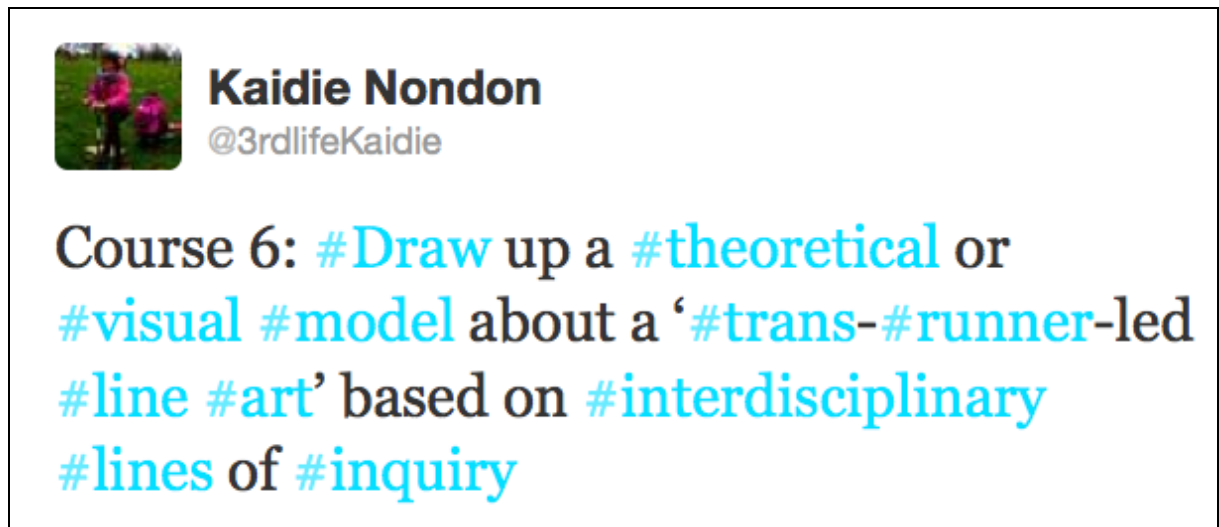 Kaidie Nondon
@3rdlifeKaidie
Course 6: #Draw up a #theoretical or
#visual #model about a ‘#trans-#runner-led
#line #art’ based on #interdisciplinary
#lines of #inquiry